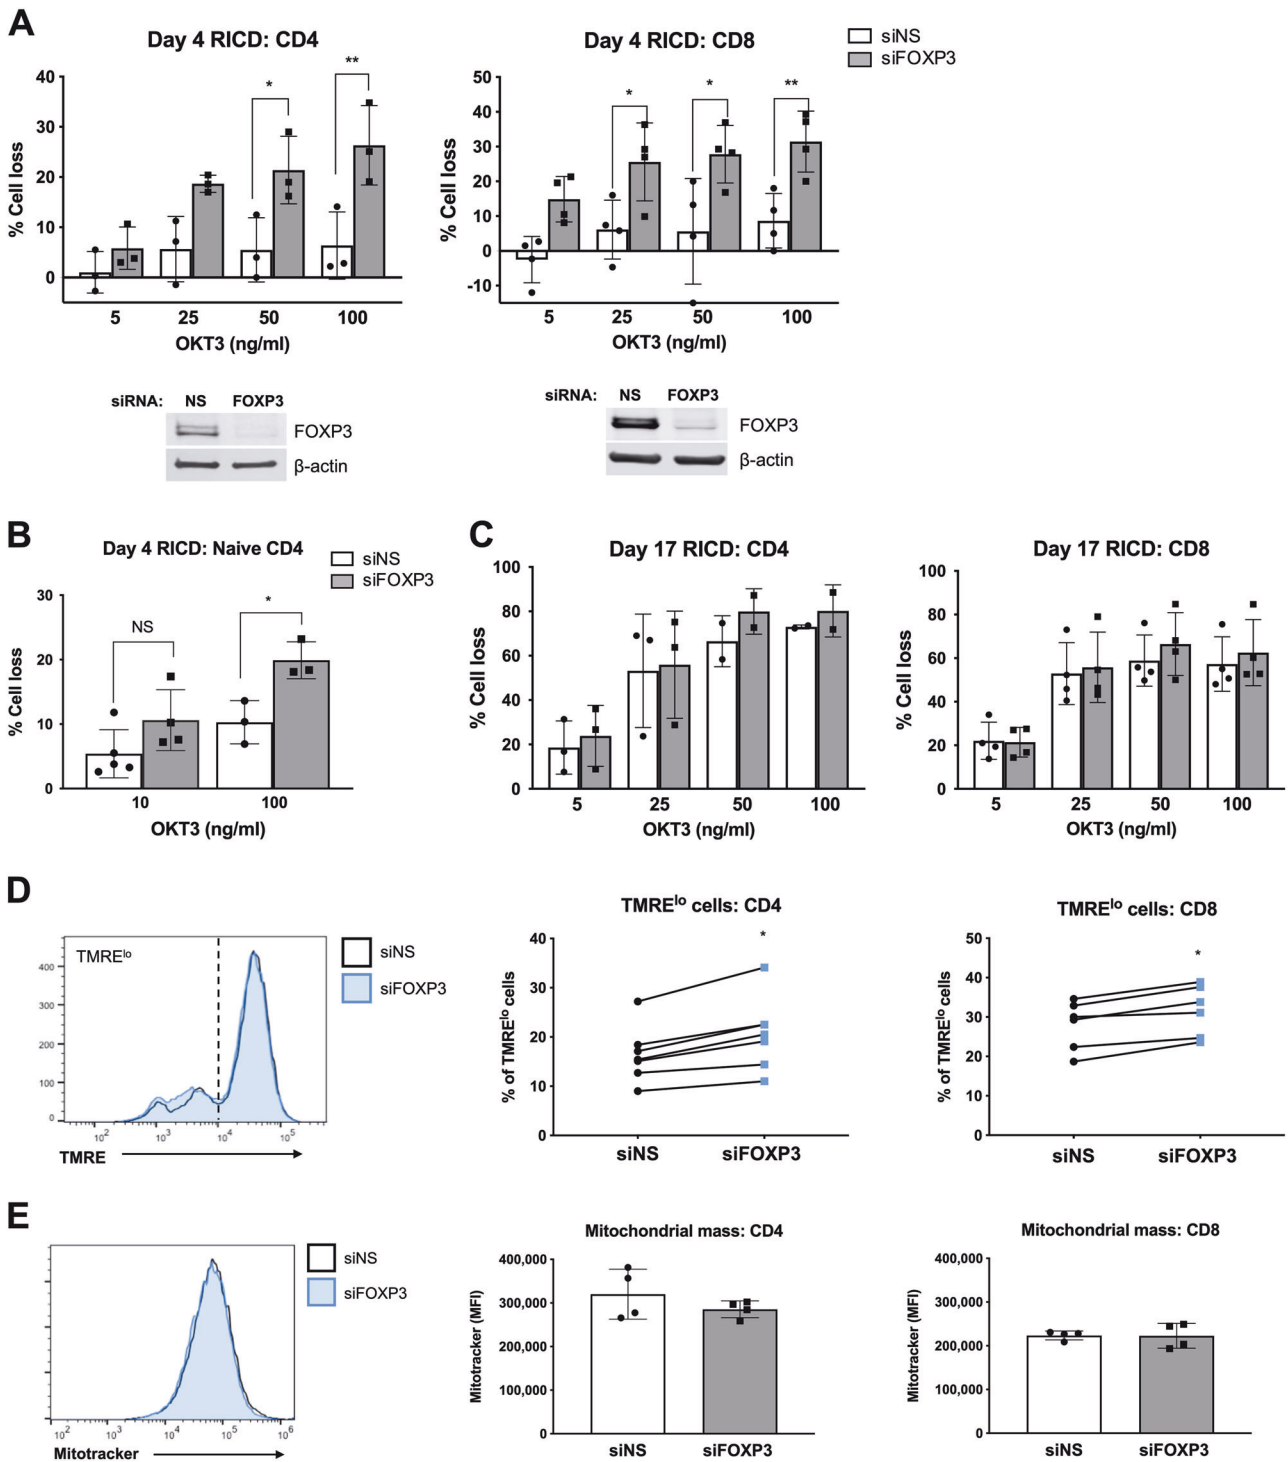 A
Day 4 RICD: CD4
% Cell loss
40
30
20
10
0
*
**
5 25 50 100
OKT3 (ng/ml)
Day 4 RICD: CD8
% Cell loss
50
40
30
20
10
0
-10
*
*
**
5 25 50 100
OKT3 (ng/ml)
siNS
siFOXP3
siRNA: NS FOXP3
FOXP3
β-actin
siRNA: NS FOXP3
FOXP3
β-actin
B
Day 4 RICD: Naive CD4
siNS
siFOXP3
% Cell loss
30
20
10
0
NS
*
10 100
OKT3 (ng/ml)
C
Day 17 RICD: CD4
% Cell loss
100
80
60
40
20
0
5 25 50 100
OKT3 (ng/ml)
Day 17 RICD: CD8
% Cell loss
100
80
60
40
20
0
5 25 50 100
OKT3 (ng/ml)
D
TMRE^lo
400
300
200
100
0
10^2 10^3 10^4 10^5
TMRE
siNS
siFOXP3
TMRE^lo cells: CD4
% of TMRE^lo cells
40
30
20
10
0
*
siNS siFOXP3
TMRE^lo cells: CD8
% of TMRE^lo cells
50
40
30
20
10
0
*
siNS siFOXP3
E
10^2 10^3 10^4 10^5 10^6
Mitotracker
siNS
siFOXP3
Mitochondrial mass: CD4
Mitotracker (MFI)
400,000
300,000
200,000
100,000
0
siNS siFOXP3
Mitochondrial mass: CD8
Mitotracker (MFI)
400,000
300,000
200,000
100,000
0
siNS siFOXP3